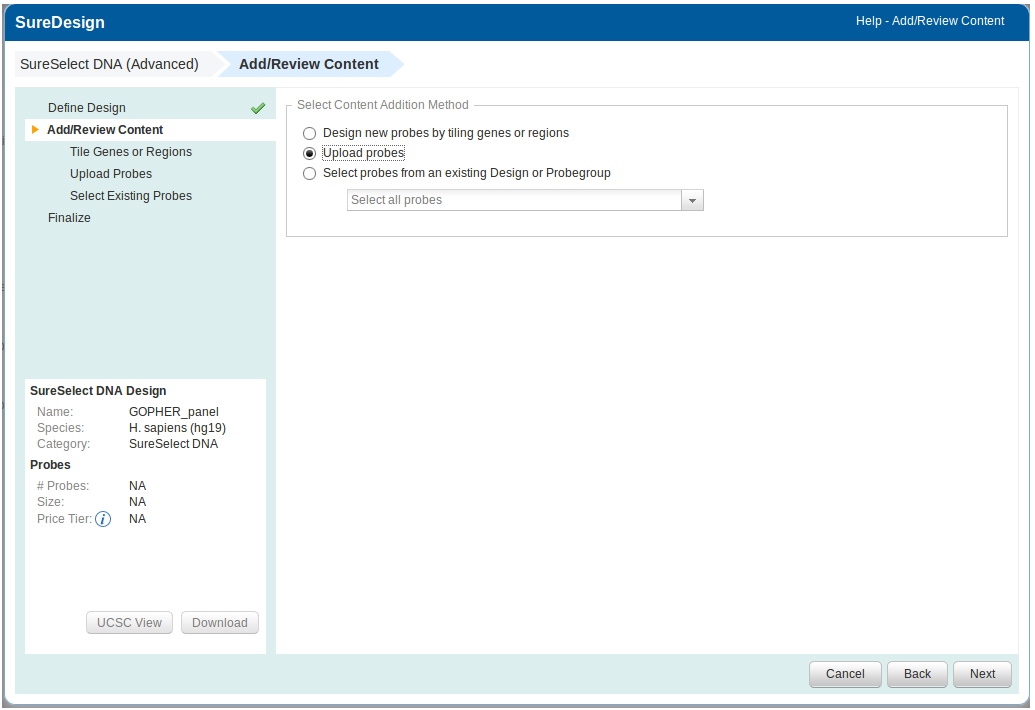 SureDesign
Help - Add/Review Content
SureSelect DNA (Advanced)
Add/Review Content
Define Design
Add/Review Content
Tile Genes or Regions
Upload Probes
Select Existing Probes
Finalize
Select Content Addition Method
Design new probes by tiling genes or regions
Upload probes
Select probes from an existing Design or Probegroup
Select all probes
SureSelect DNA Design
Name: GOPHER_panel
Species: H. sapiens (hg19)
Category: SureSelect DNA
Probes
# Probes: NA
Size: NA
Price Tier: i NA
UCSC View Download
Cancel Back Next